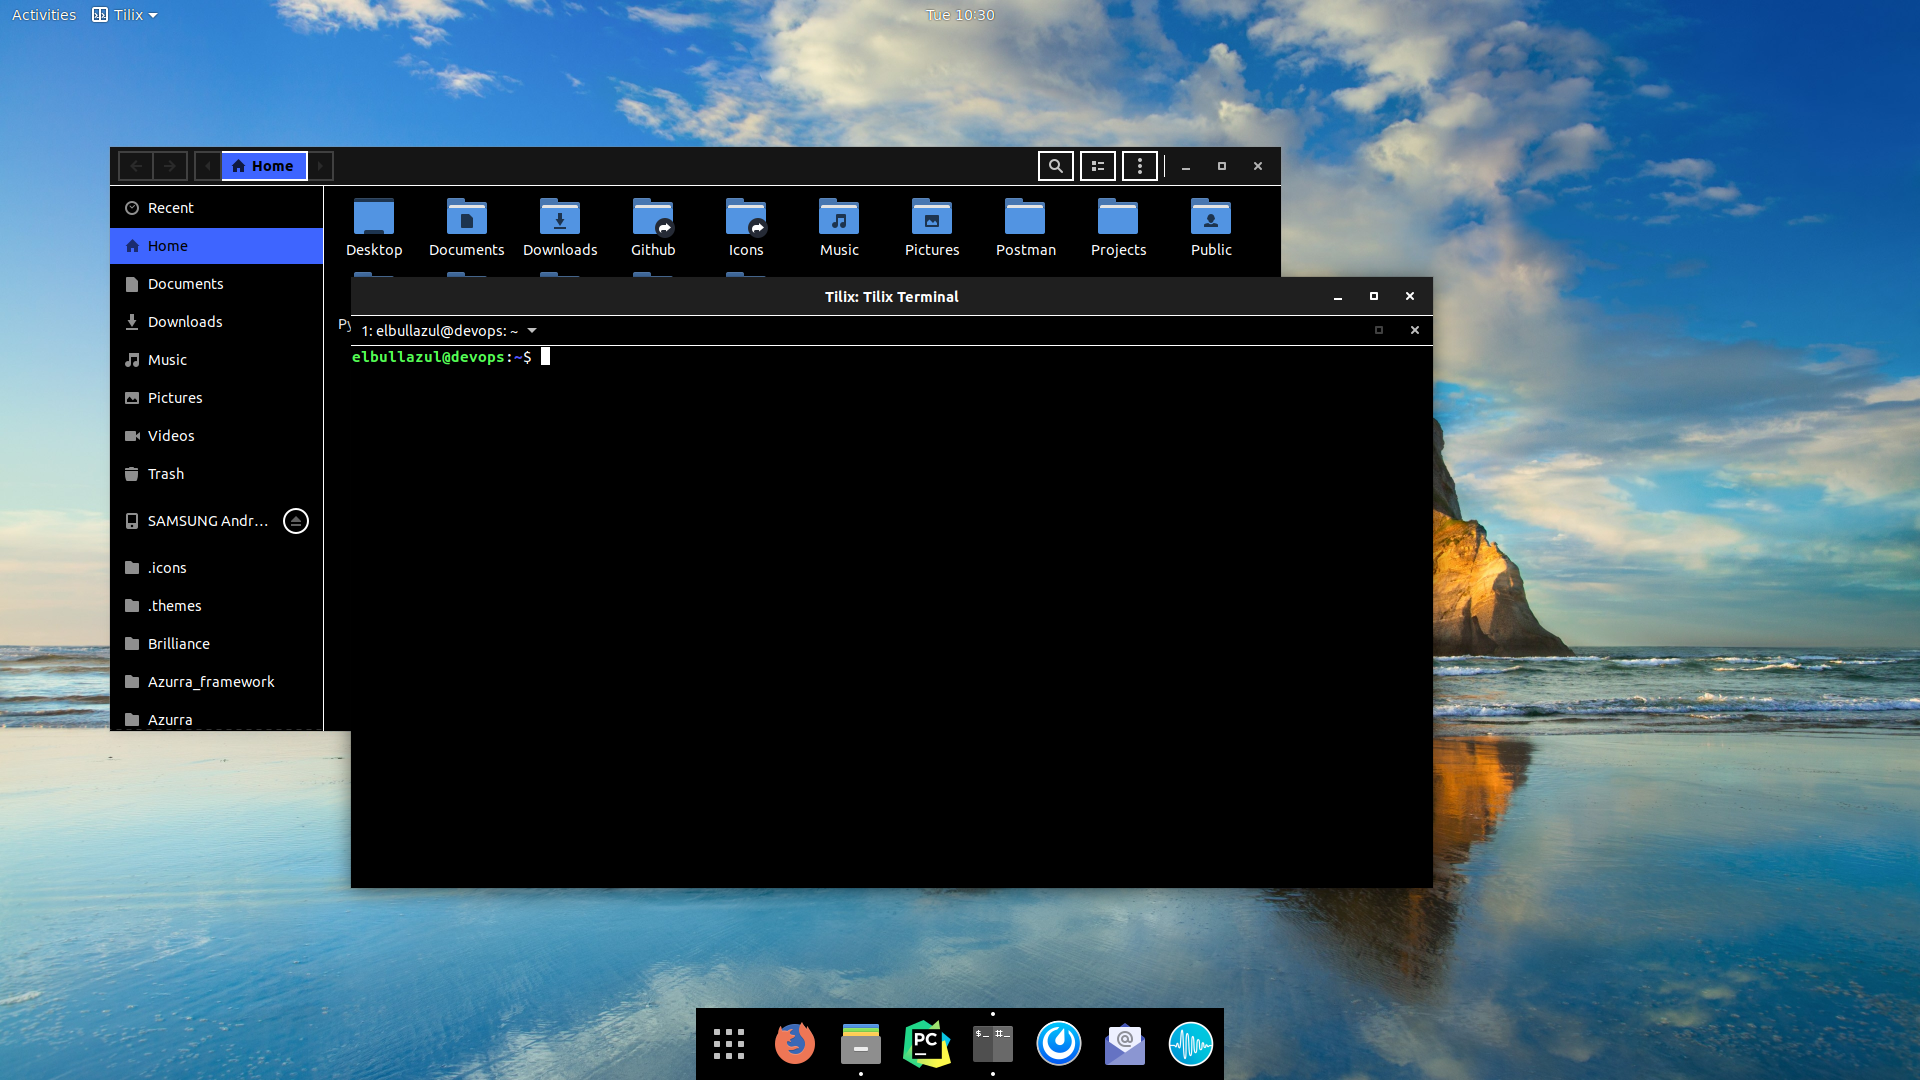 Activities Tilix Tue 10:30
Home
Recent
Home
Documents
Downloads
Music
Pictures
Videos
Trash
SAMSUNG Andr...
.icons
.themes
Brilliance
Azurra_framework
Azurra
Desktop Documents Downloads Github Icons Music Pictures Postman Projects Public
Py
Tilix: Tilix Terminal
1: elbullazul@devops: ~
elbullazul@devops:~$
PC
$_ #_
@